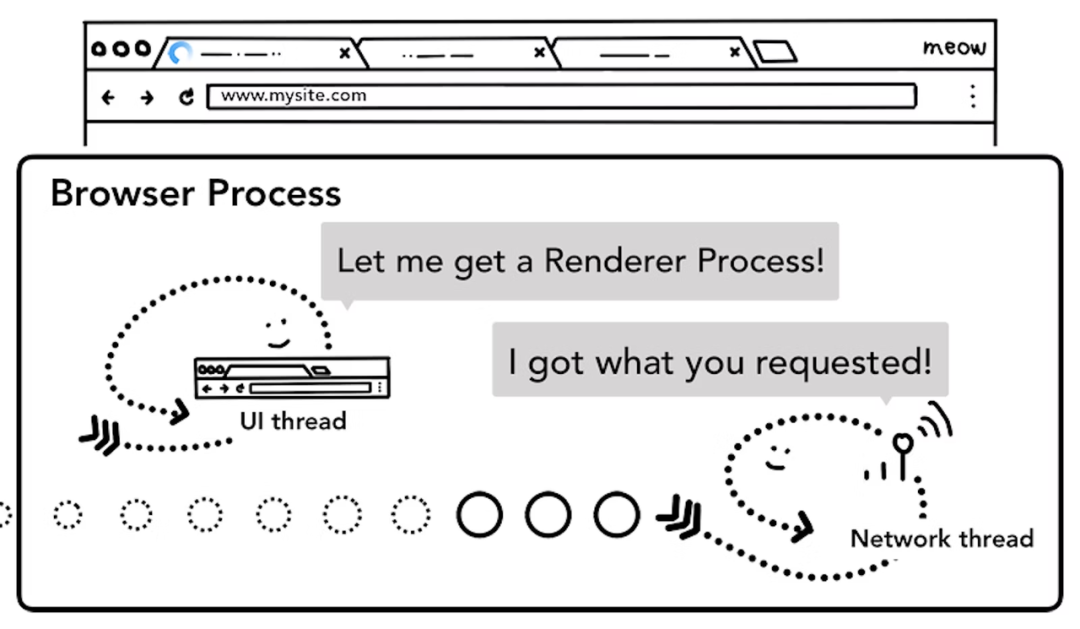 meow
www.mysite.com
Browser Process
Let me get a Renderer Process!
I got what you requested!
UI thread
Network thread